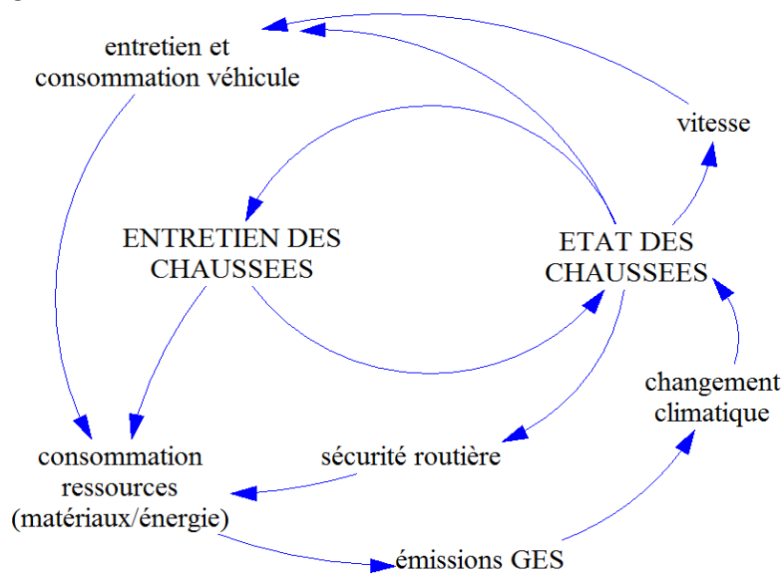 entretien et
consommation véhicule
vitesse
ENTRETIEN DES
CHAUSSEES
ETAT DES
CHAUSSEES
changement
climatique
consommation
ressources
(matériaux/énergie)
sécurité routière
émissions GES